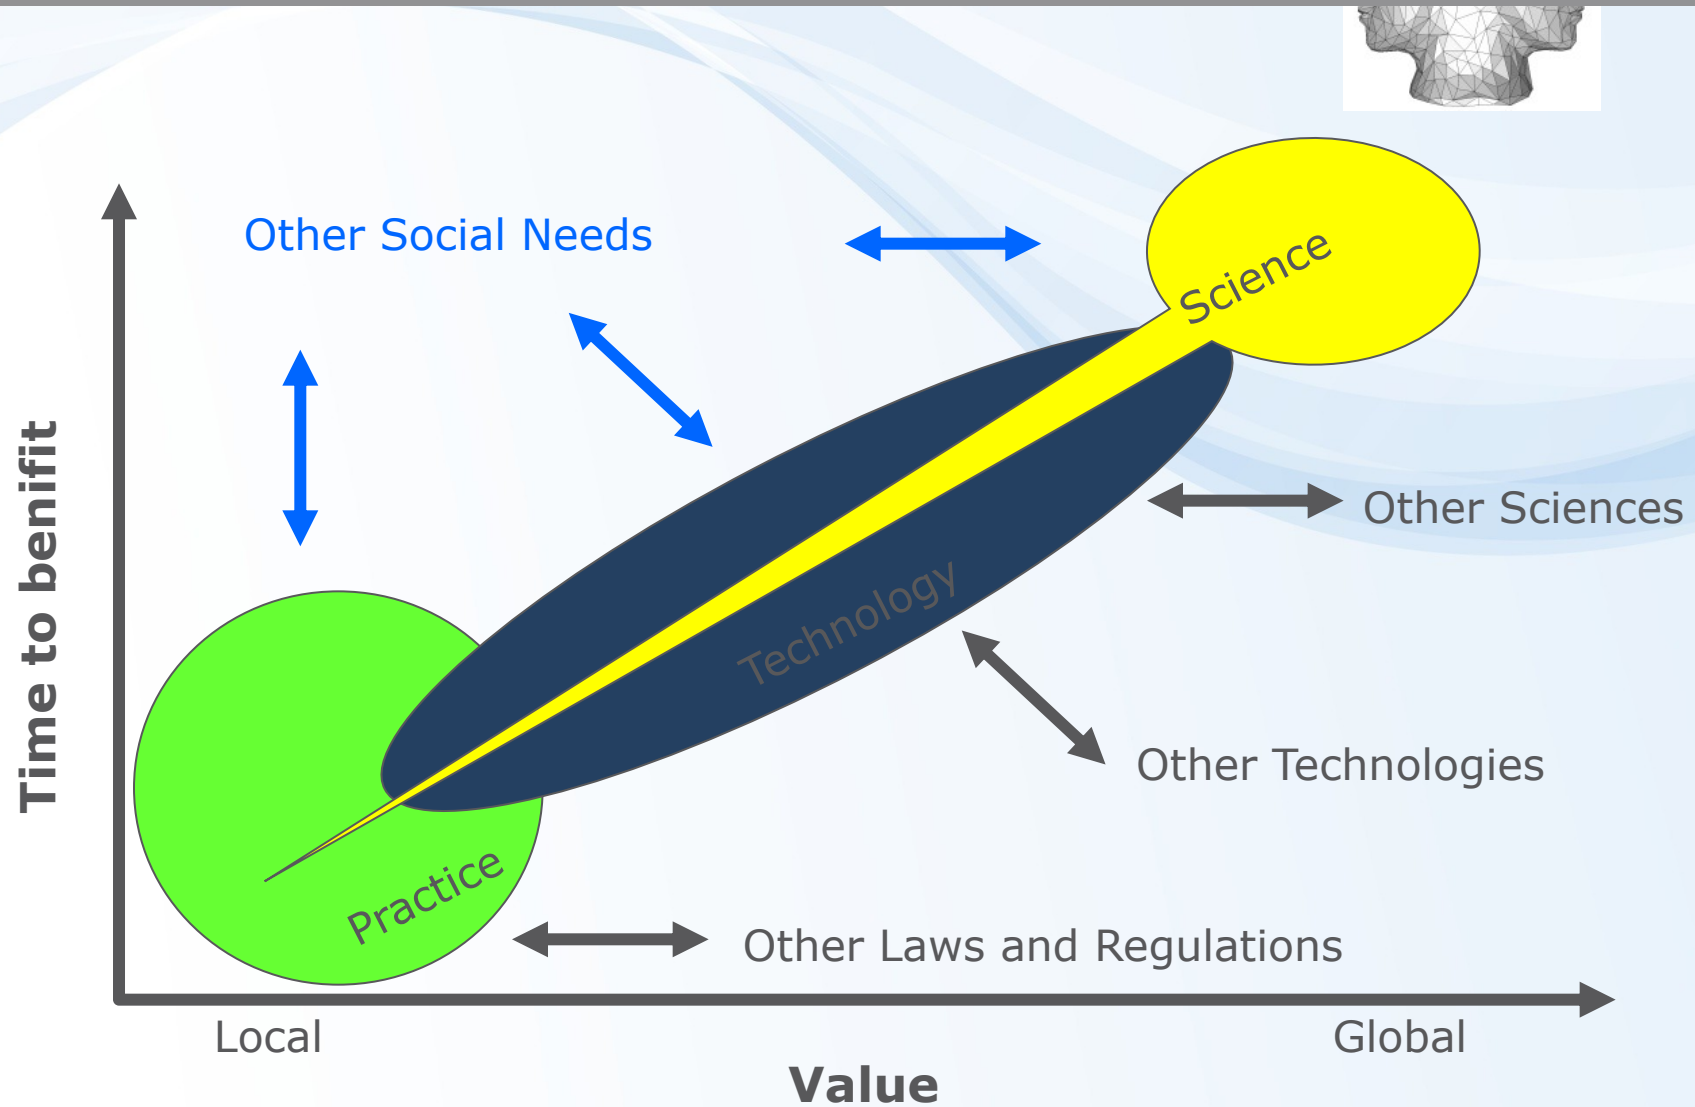 Other Social Needs
Science
Time to benifit
Other Sciences
Technology
Other Technologies
Practice
Other Laws and Regulations
Local
Global
Value